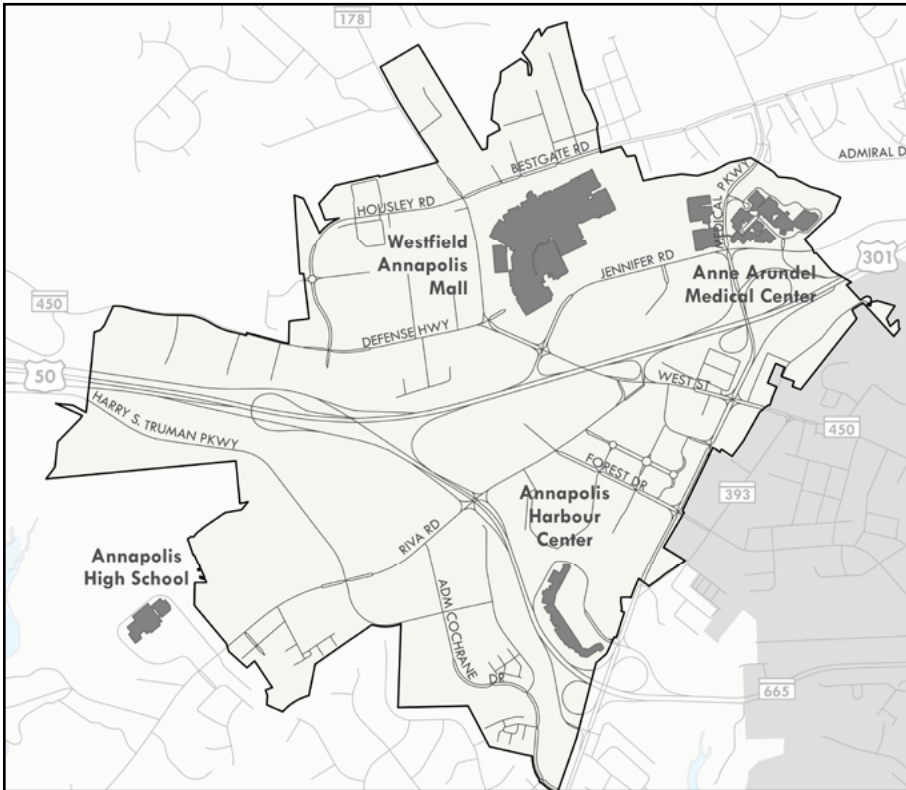 178
BESTGATE RD
ADMIRAL D
MEDICAL PKWY
HOUSLEY RD
Westfield
Annapolis
Mall
JENNIFER RD
301
Anne Arundel
Medical Center
450
DEFENSE HWY
50
WEST ST
HARRY S. TRUMAN PKWY
450
FOREST DR
393
Annapolis
Harbour
Center
RIVA RD
Annapolis
High School
ADM COCHRANE
DR
665